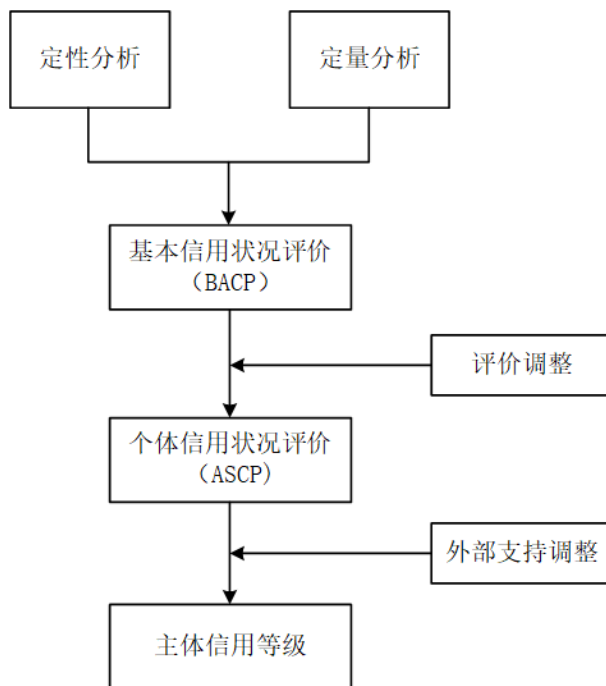 定性分析
定量分析
基本信用状况评价
（BACP）
评价调整
个体信用状况评价
（ASCP）
外部支持调整
主体信用等级